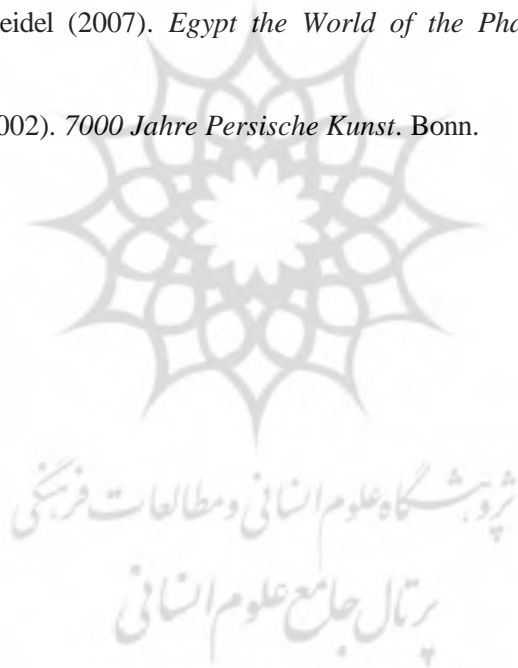 eidel (2007). Egypt the World of the Pha
002). 7000 Jahre Persische Kunst. Bonn.
پژوهشگاه علوم انسانی و مطالعات فرهنگی
پرتال جامع علوم انسانی